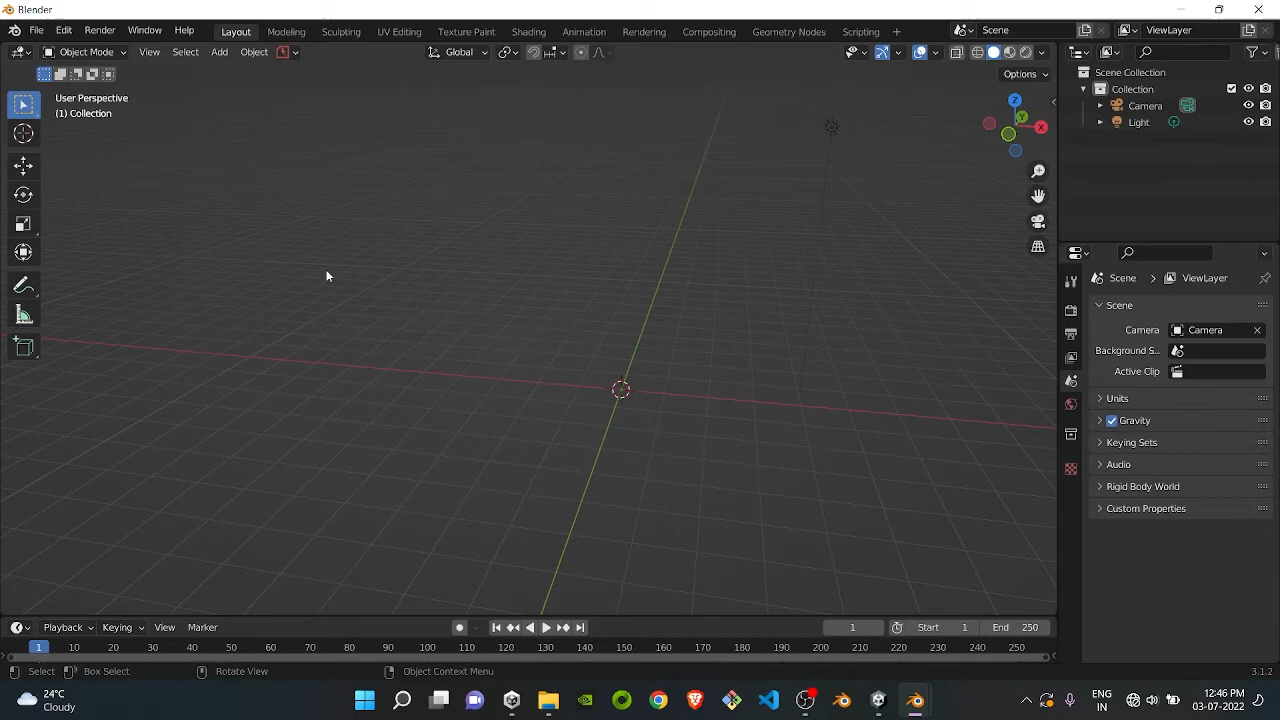 Blender
File Edit Render Window Help Layout Modeling Sculpting UV Editing Texture Paint Shading Animation Rendering Compositing Geometry Nodes Scripting + Scene ViewLayer
Object Mode View Select Add Object Global
Options
User Perspective
(1) Collection
Z
Y
X
Scene Collection
Collection
Camera
Light
Scene ViewLayer
Scene
Camera Camera
Background S...
Active Clip
Units
Gravity
Keying Sets
Audio
Rigid Body World
Custom Properties
Playback Keying View Marker 1 Start 1 End 250
1 10 20 30 40 50 60 70 80 90 100 110 120 130 140 150 160 170 180 190 200 210 220 230 240 250
Select Box Select Rotate View Object Context Menu 3.1.2
24°C
Cloudy
ENG
IN
12:46 PM
03-07-2022